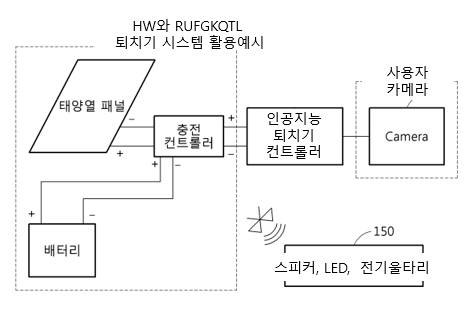 HW와 RUFGKQTL
퇴치기 시스템 활용예시
태양열 패널
충전
컨트롤러
인공지능
퇴치기
컨트롤러
사용자
카메라
Camera
배터리
150
스피커, LED, 전기울타리
−
+
+
−
+
−
+
−